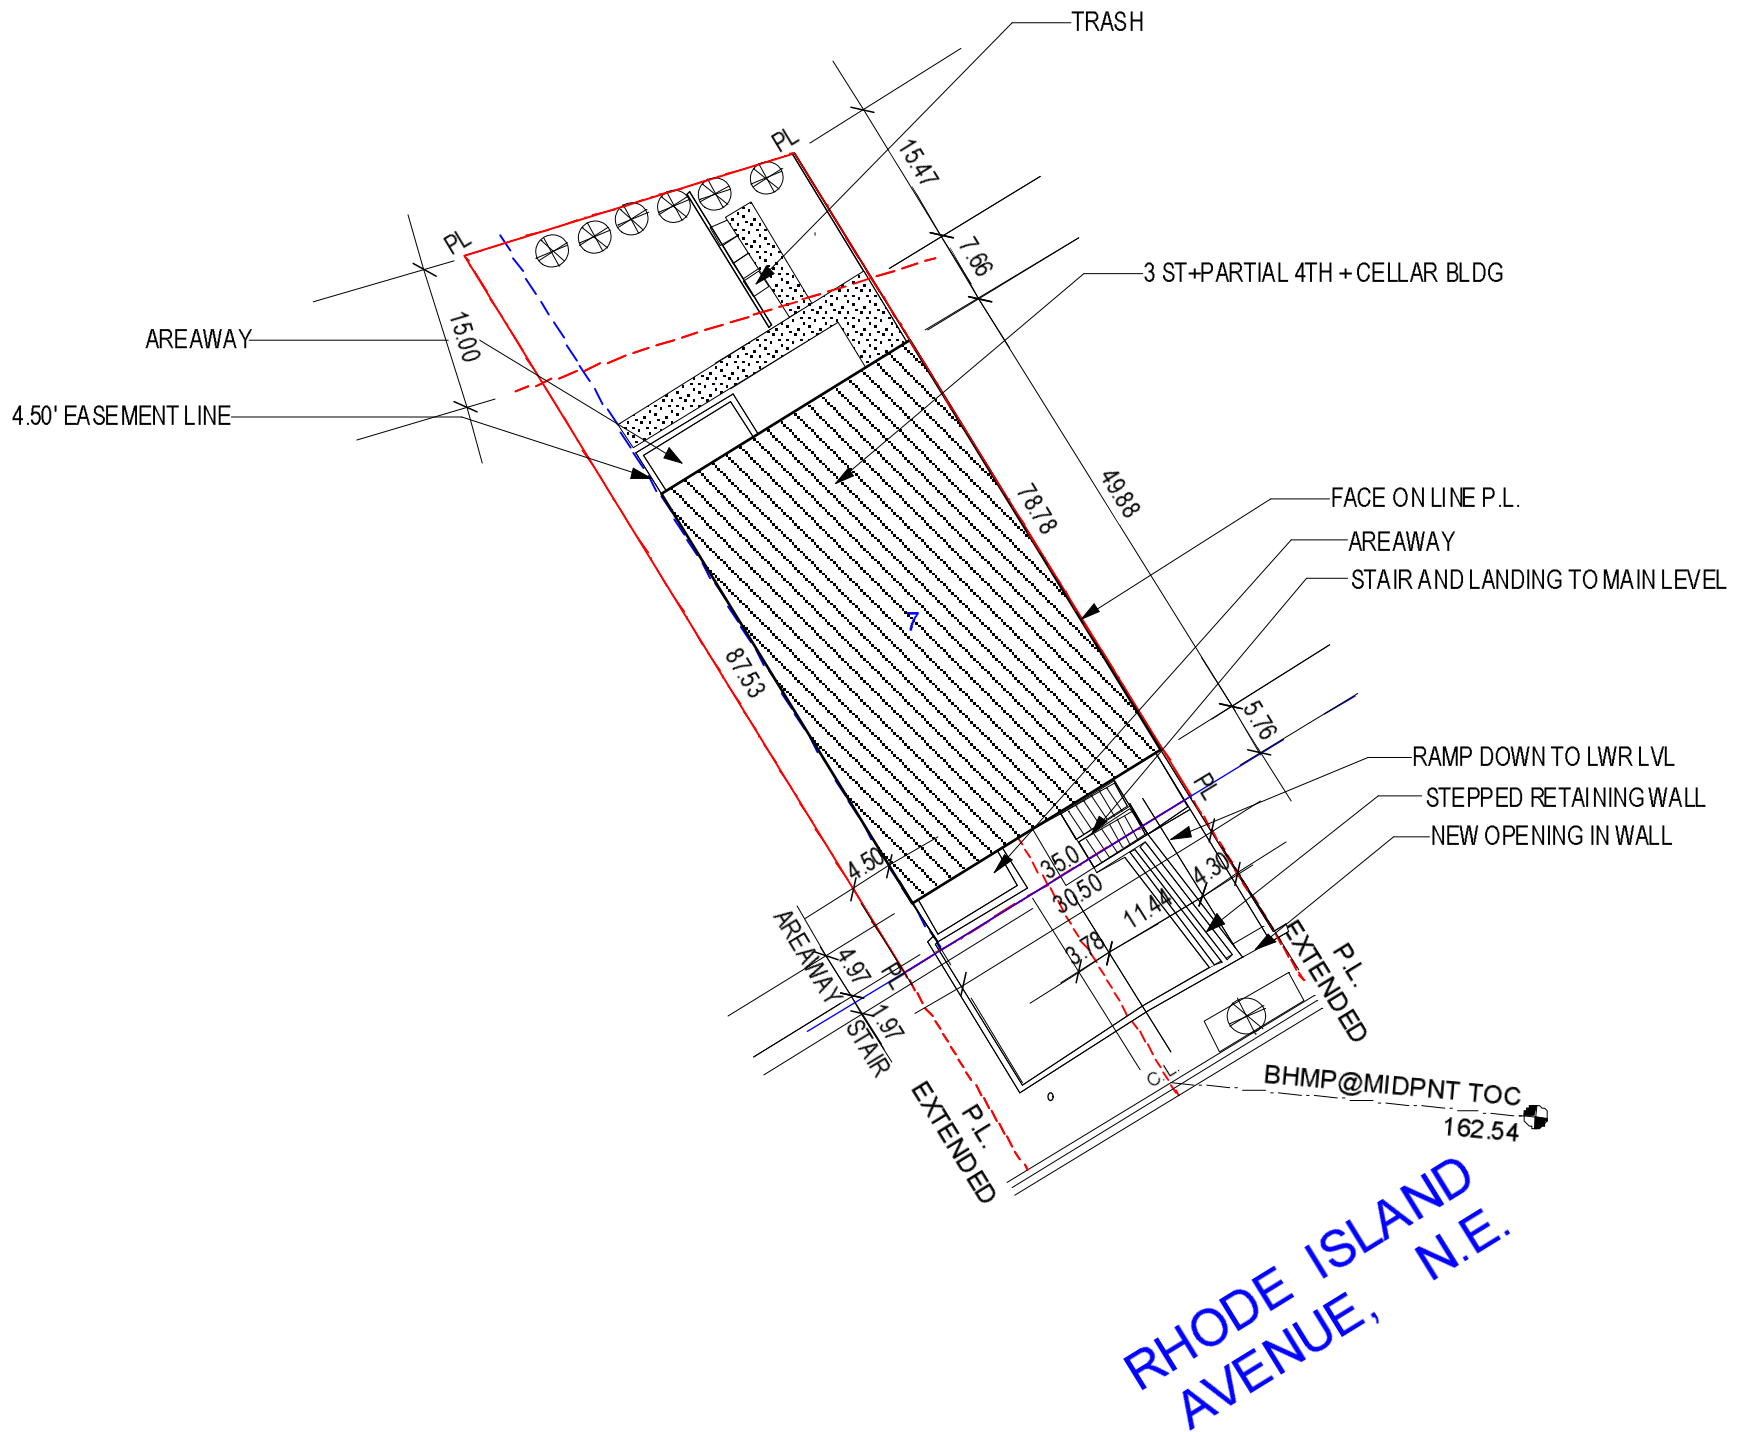 TRASH
PL
15.47
PL
7.66
3 ST+PARTIAL 4TH + CELLAR BLDG
15.00
AREAWAY
4.50' EASEMENT LINE
49.88
78.78
FACE ON LINE P.L.
AREAWAY
STAIR AND LANDING TO MAIN LEVEL
7
87.53
5.76
RAMP DOWN TO LWR LVL
PL
STEPPED RETAINING WALL
NEW OPENING IN WALL
4.50
35.0
4.30
30.50
11.44
AREAWAY
4.97
3.78
PL
1.97
STAIR
P.L.
EXTENDED
P.L.
EXTENDED
BHMP@MIDPNT TOC
162.54
RHODE ISLAND
AVENUE, N.E.